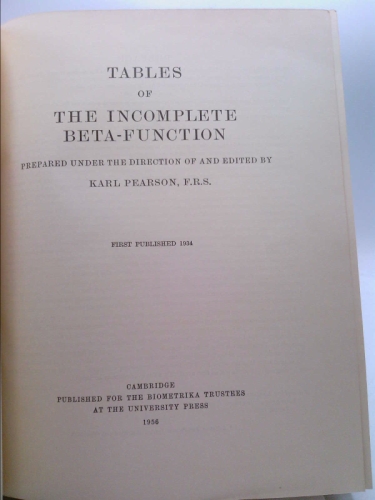 TABLES
OF
THE INCOMPLETE
BETA-FUNCTION
PREPARED UNDER THE DIRECTION OF AND EDITED BY
KARL PEARSON, F.R.S.
FIRST PUBLISHED 1934
CAMBRIDGE
PUBLISHED FOR THE BIOMETRIKA TRUSTEES
AT THE UNIVERSITY PRESS
1956